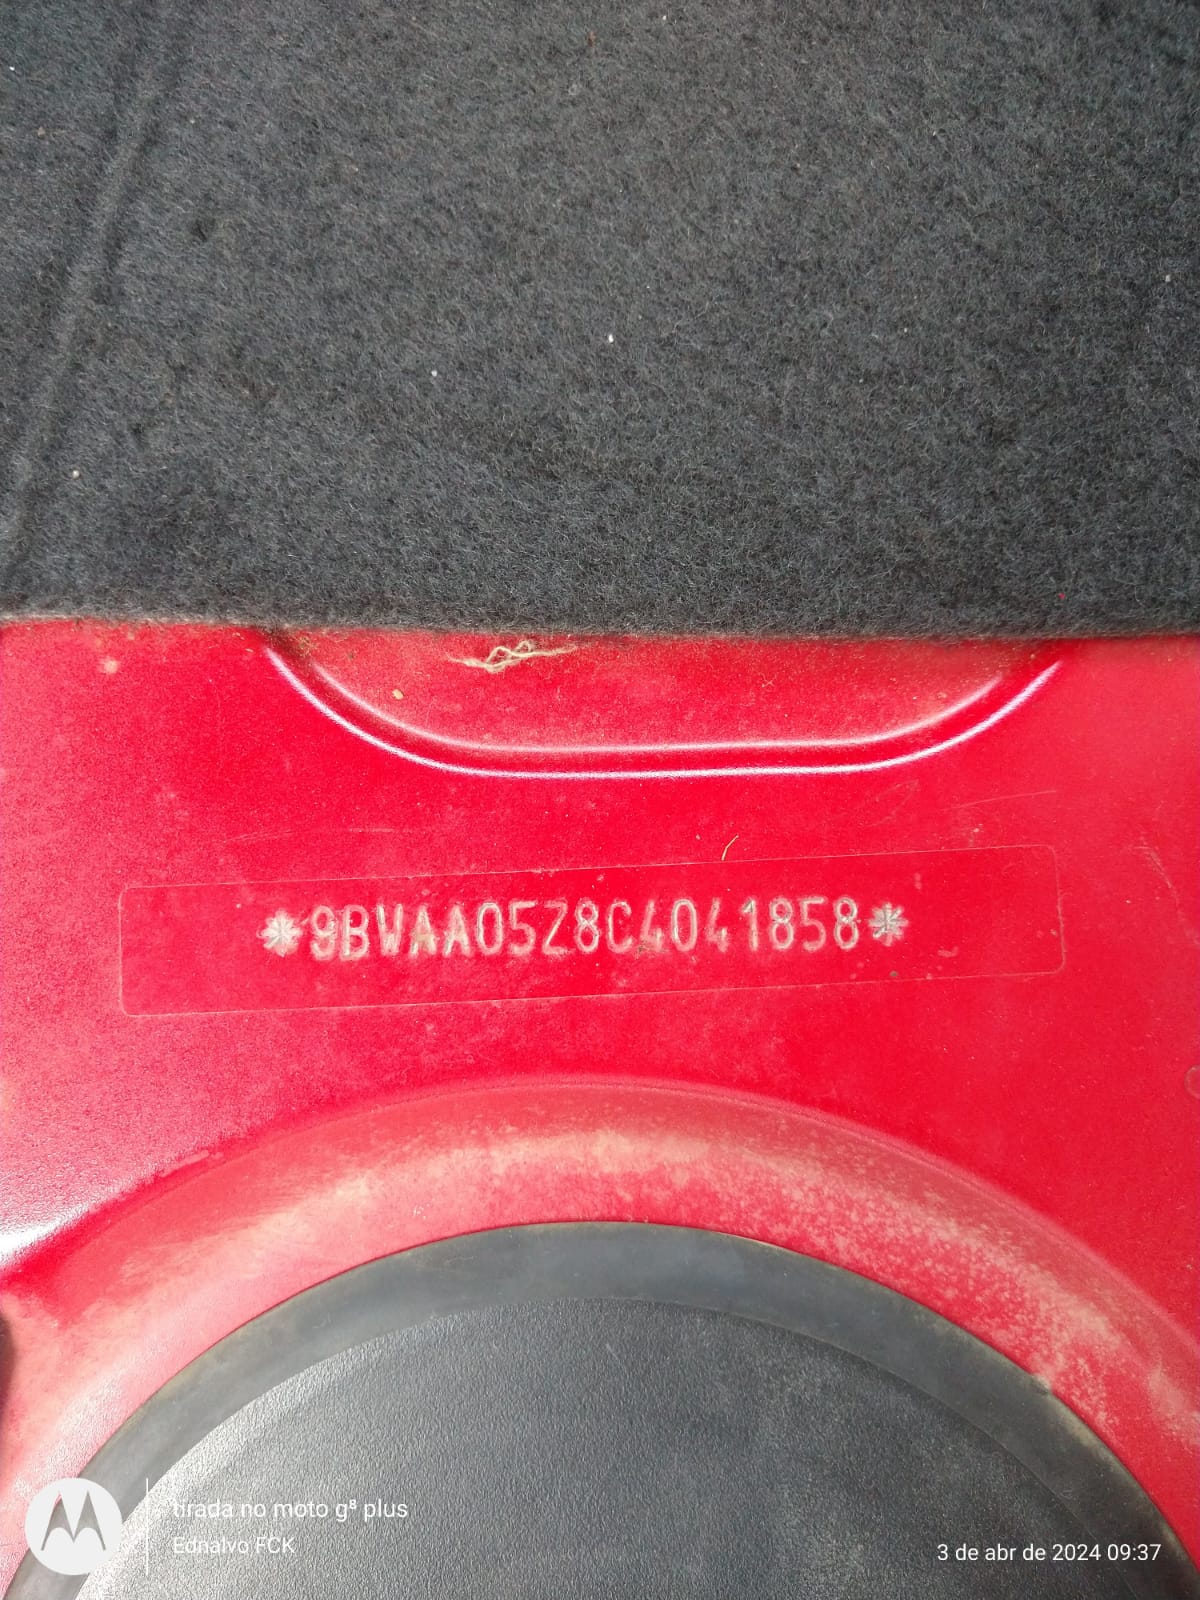 *9BWAA05Z8C4041858*
tirada no moto g⁸ plus
Ednalvo FCK
3 de abr de 2024 09:37